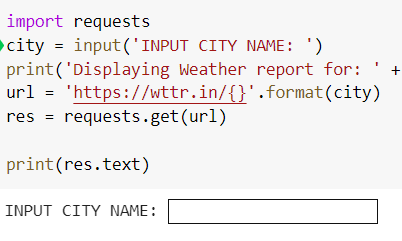 import requests
city = input('INPUT CITY NAME: ')
print('Displaying Weather report for: ' +
url = 'https://wttr.in/{}'.format(city)
res = requests.get(url)
print(res.text)
INPUT CITY NAME: